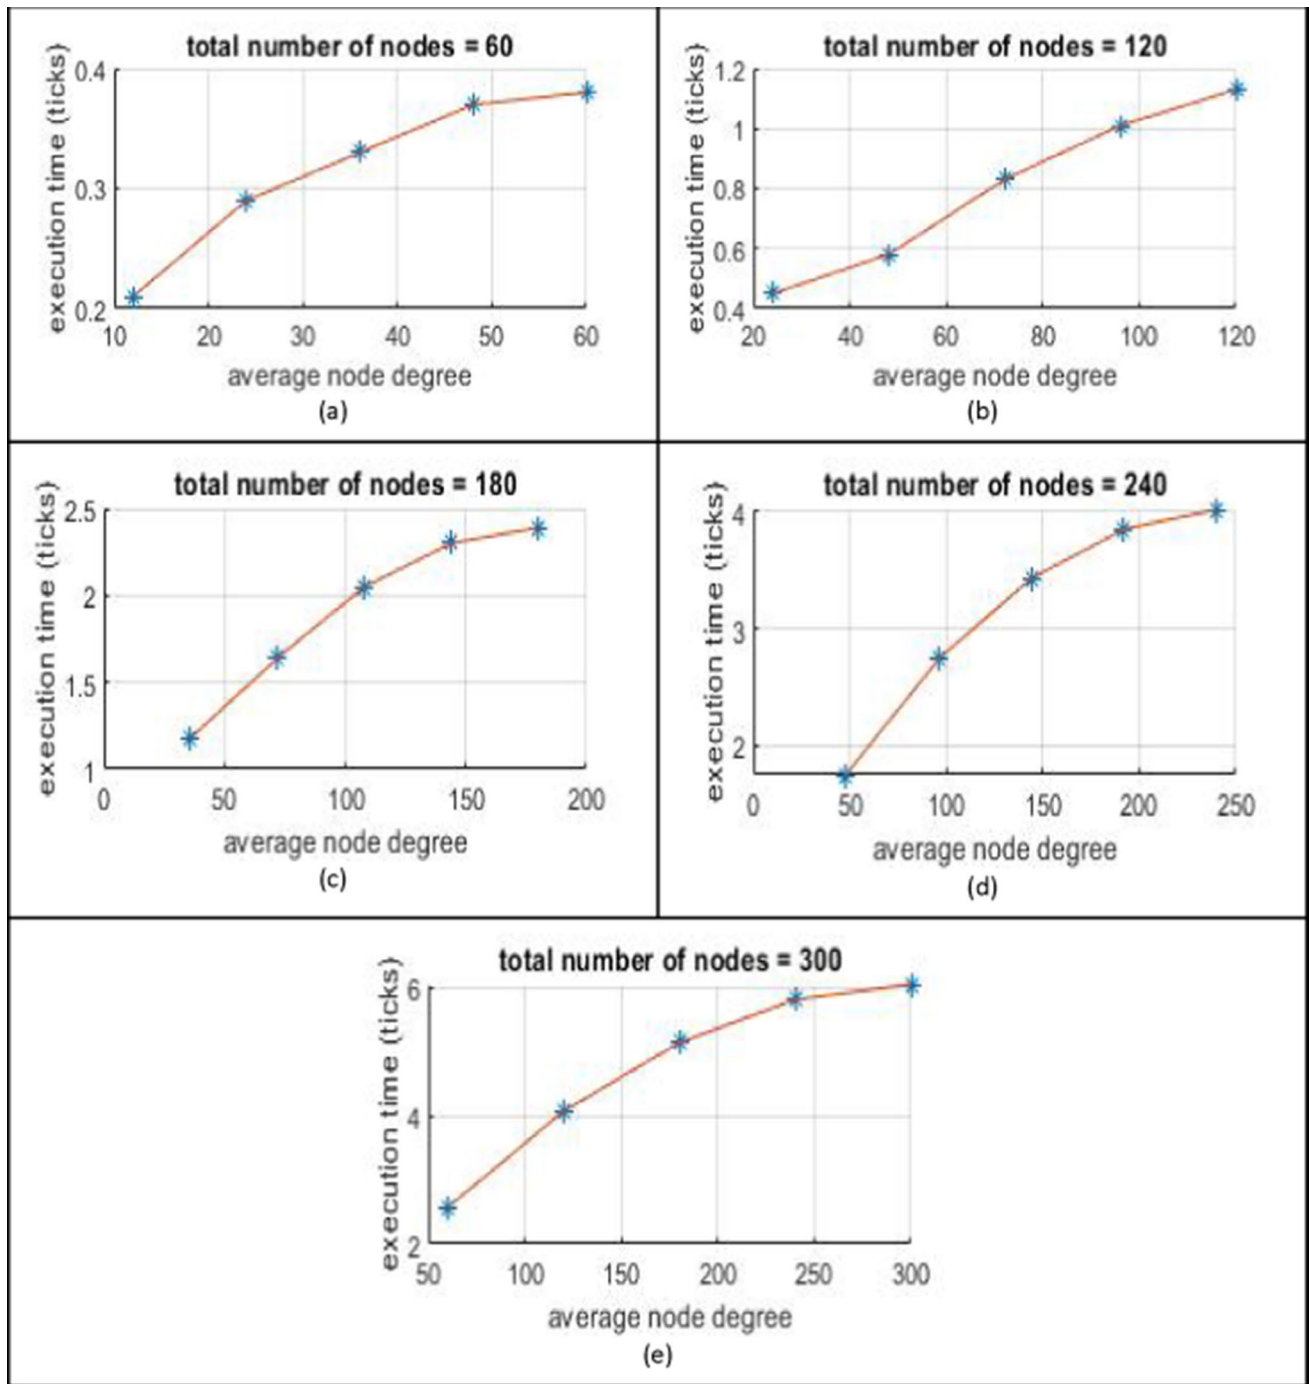 total number of nodes = 60
execution time (ticks)
0.4
0.3
0.2
10 20 30 40 50 60
average node degree
(a)
total number of nodes = 120
execution time (ticks)
1.2
1
0.8
0.6
0.4
20 40 60 80 100 120
average node degree
(b)
total number of nodes = 180
execution time (ticks)
2.5
2
1.5
1
0 50 100 150 200
average node degree
(c)
total number of nodes = 240
execution time (ticks)
4
3
2
0 50 100 150 200 250
average node degree
(d)
total number of nodes = 300
execution time (ticks)
6
4
2
50 100 150 200 250 300
average node degree
(e)